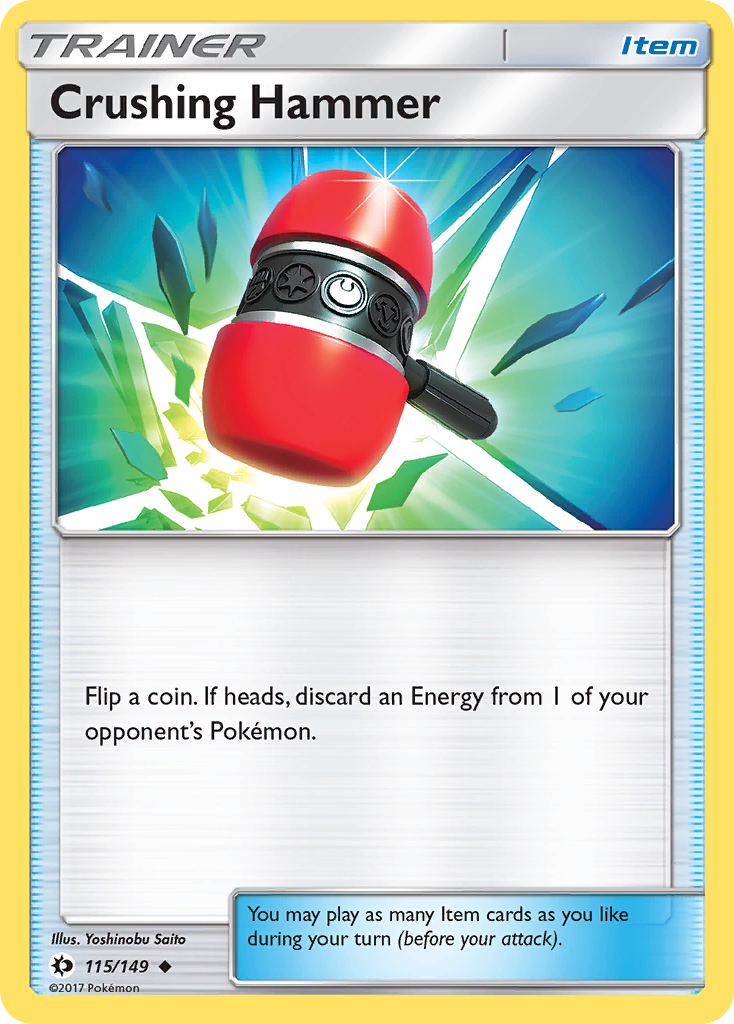 TRAINER
Item
Crushing Hammer
Flip a coin. If heads, discard an Energy from 1 of your
opponent's Pokémon.
You may play as many Item cards as you like
during your turn (before your attack).
Illus. Yoshinobu Saito
115/149 ◆
©2017 Pokémon